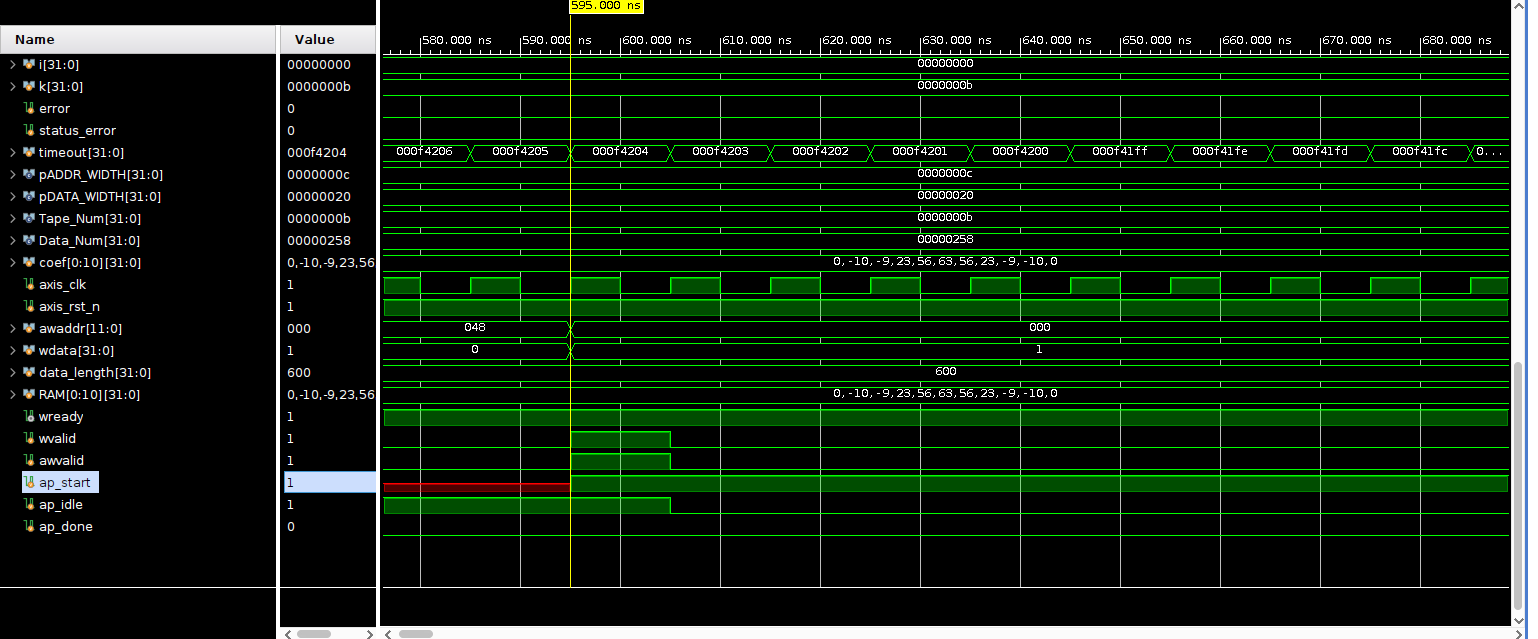 595.000 ns
Name Value 580.000 ns 590.000 ns 600.000 ns 610.000 ns 620.000 ns 630.000 ns 640.000 ns 650.000 ns 660.000 ns 670.000 ns 680.000 ns
i[31:0] 00000000 00000000
k[31:0] 0000000b 0000000b
error 0
status_error 0
timeout[31:0] 000f4204 000f4206 000f4205 000f4204 000f4203 000f4202 000f4201 000f4200 000f41ff 000f41fe 000f41fd 000f41fc 0...
pADDR_WIDTH[31:0] 0000000c 0000000c
pDATA_WIDTH[31:0] 00000020 00000020
Tape_Num[31:0] 0000000b 0000000b
Data_Num[31:0] 00000258 00000258
coef[0:10][31:0] 0,-10,-9,23,56 0,-10,-9,23,56,63,56,23,-9,-10,0
axis_clk 1
axis_rst_n 1
awaddr[11:0] 000 048 000
wdata[31:0] 1 0 1
data_length[31:0] 600 600
RAM[0:10][31:0] 0,-10,-9,23,56 0,-10,-9,23,56,63,56,23,-9,-10,0
wready 1
wvalid 1
awvalid 1
ap_start 1
ap_idle 1
ap_done 0